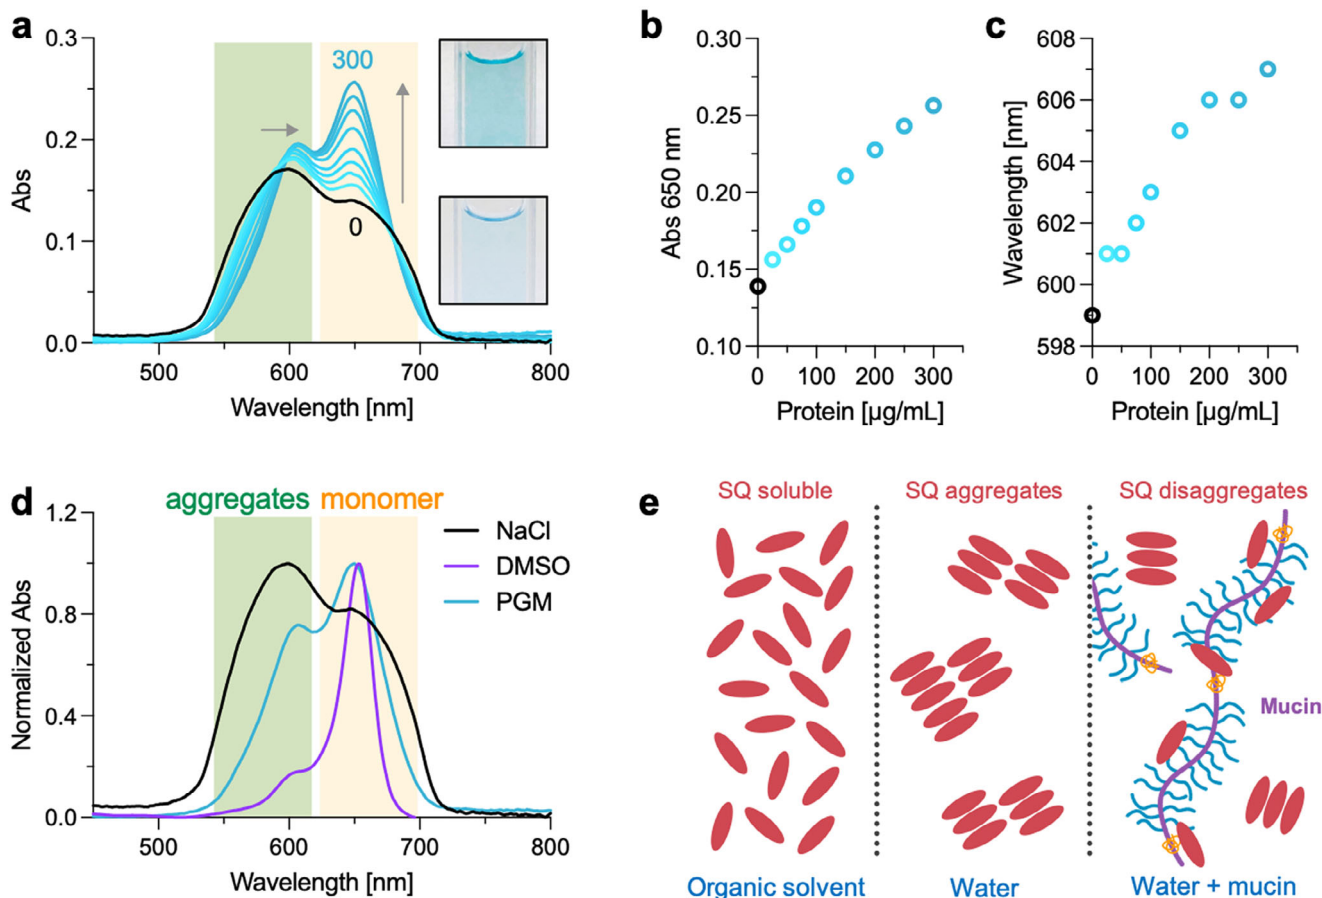 a
0.3
0.2
0.1
0.0
Abs
300
0
500
600
700
800
Wavelength [nm]
b
0.30
0.25
0.20
0.15
0.10
Abs 650 nm
0
100
200
300
Protein [µg/mL]
c
608
606
604
602
600
598
Wavelength [nm]
0
100
200
300
Protein [µg/mL]
d
aggregates
monomer
1.2
0.8
0.4
0.0
Normalized Abs
NaCl
DMSO
PGM
500
600
700
800
Wavelength [nm]
e
SQ soluble
SQ aggregates
SQ disaggregates
Mucin
Organic solvent
Water
Water + mucin